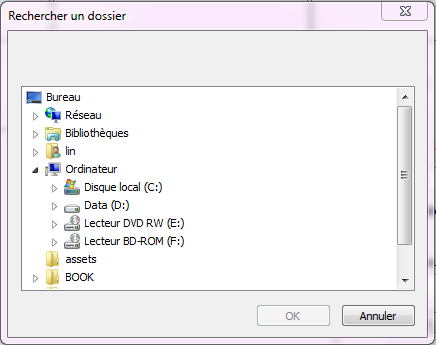 Rechercher un dossier
Bureau
Réseau
Bibliothèques
lin
Ordinateur
Disque local (C:)
Data (D:)
Lecteur DVD RW (E:)
Lecteur BD-ROM (F:)
assets
BOOK
OK
Annuler